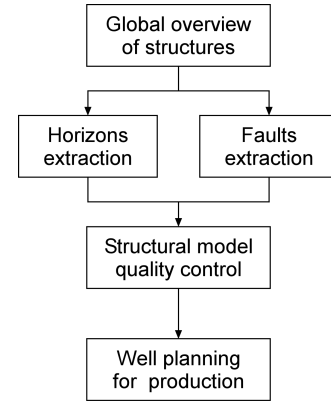 Global overview
of structures
Horizons
extraction
Faults
extraction
Structural model
quality control
Well planning
for production